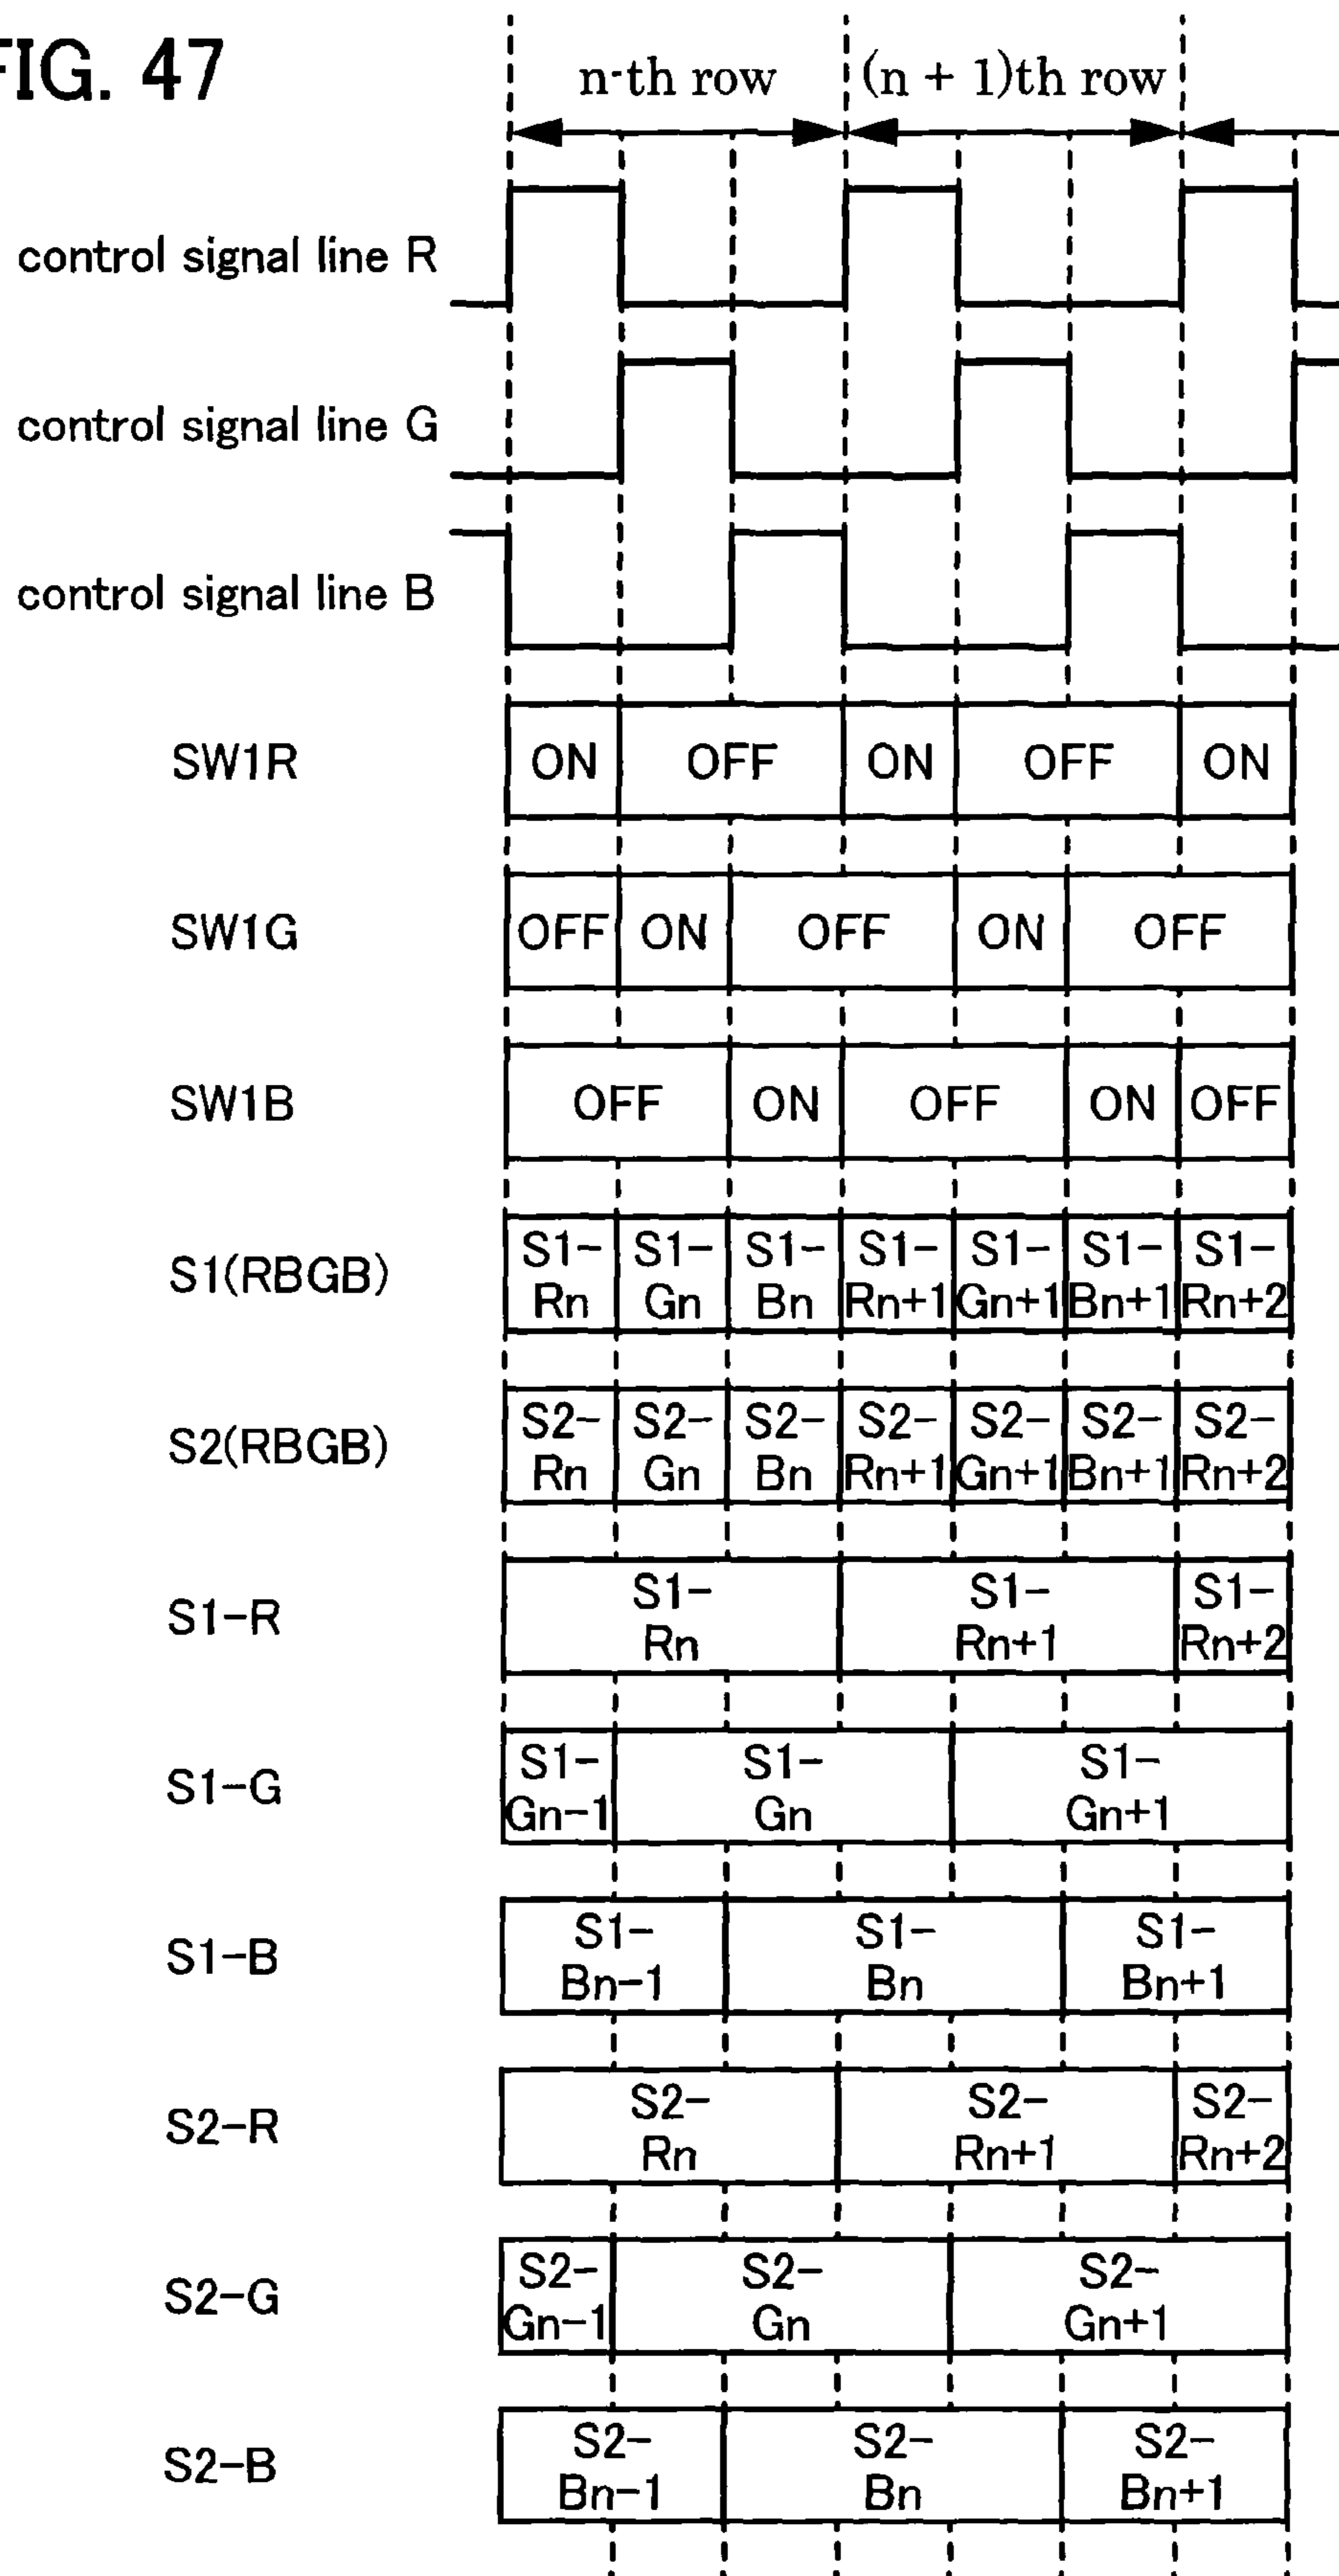 FIG. 47
n-th row (n + 1)th row
control signal line R
control signal line G
control signal line B
SW1R ON OFF ON OFF ON
SW1G OFF ON OFF ON OFF
SW1B OFF ON OFF ON OFF
S1(RBGB) S1- S1- S1- S1- S1- S1- S1-
Rn Gn Bn Rn+1 Gn+1 Bn+1 Rn+2
S2(RBGB) S2- S2- S2- S2- S2- S2- S2-
Rn Gn Bn Rn+1 Gn+1 Bn+1 Rn+2
S1-R S1- S1- S1-
Rn Rn+1 Rn+2
S1-G S1- S1- S1-
Gn-1 Gn Gn+1
S1-B S1- S1- S1-
Bn-1 Bn Bn+1
S2-R S2- S2- S2-
Rn Rn+1 Rn+2
S2-G S2- S2- S2-
Gn-1 Gn Gn+1
S2-B S2- S2- S2-
Bn-1 Bn Bn+1